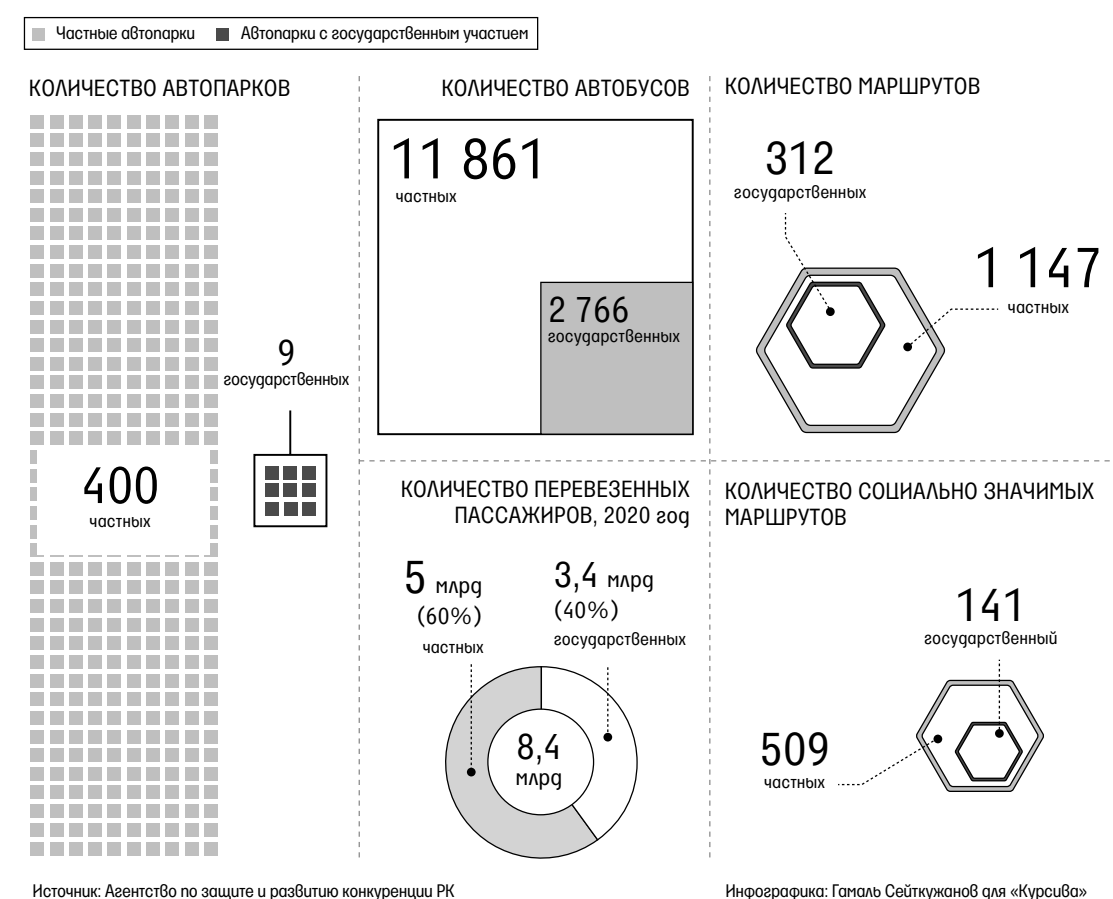 Частные автопарки
Автопарки с государственным участием
КОЛИЧЕСТВО АВТОПАРКОВ
9
государственных
400
частных
КОЛИЧЕСТВО АВТОБУСОВ
11 861
частных
2 766
государственных
КОЛИЧЕСТВО МАРШРУТОВ
312
государственных
1 147
частных
КОЛИЧЕСТВО ПЕРЕВЕЗЕННЫХ
ПАССАЖИРОВ, 2020 год
5 млрд
(60%)
частных
3,4 млрд
(40%)
государственных
8,4
млрд
КОЛИЧЕСТВО СОЦИАЛЬНО ЗНАЧИМЫХ
МАРШРУТОВ
141
государственный
509
частных
Источник: Агентство по защите и развитию конкуренции РК
Инфографика: Гамаль Сейткужанов для «Курсива»